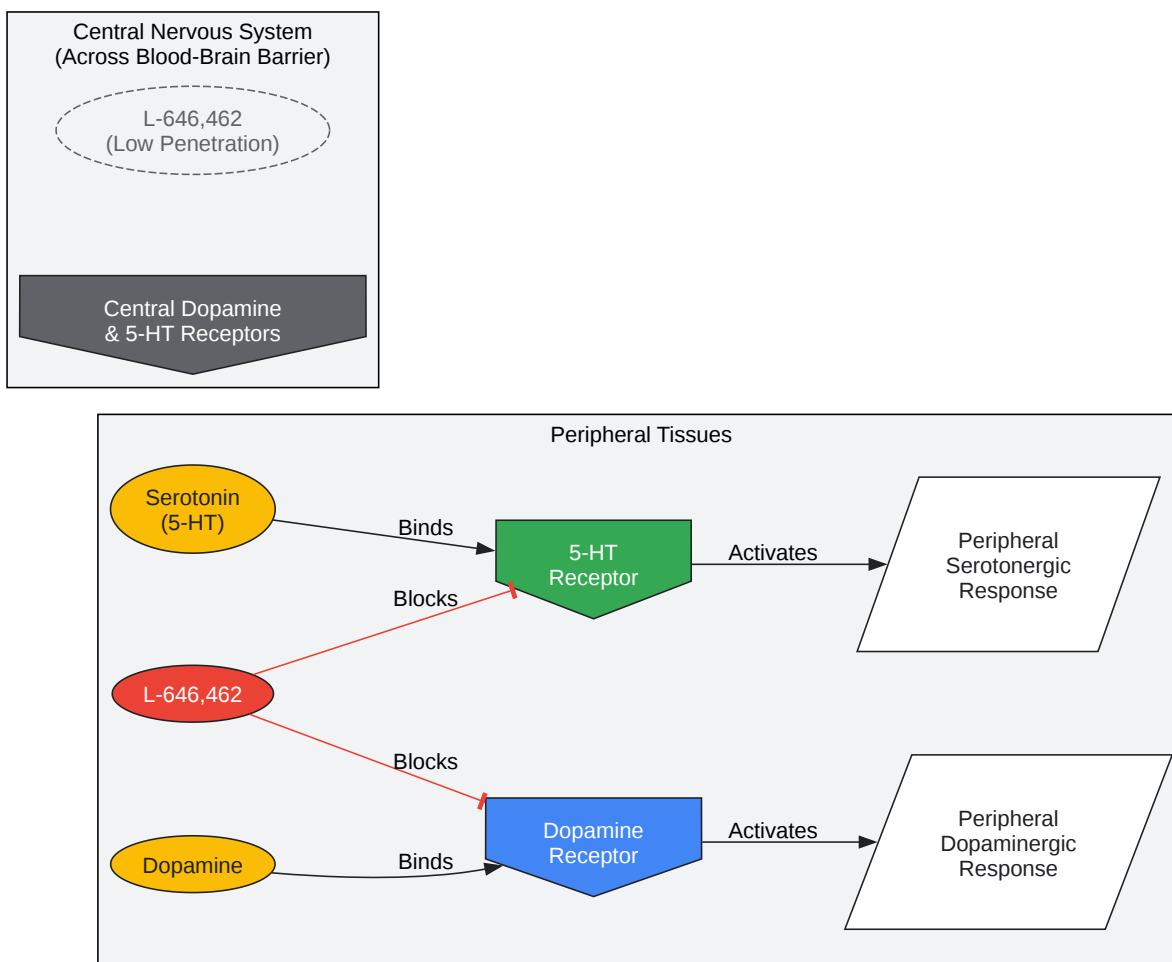 Central Nervous System
(Across Blood-Brain Barrier)
L-646,462
(Low Penetration)
Central Dopamine
& 5-HT Receptors
Peripheral Tissues
Serotonin
(5-HT)
Binds
5-HT
Receptor
Activates
Peripheral
Serotonergic
Response
Blocks
L-646,462
Blocks
Dopamine
Binds
Dopamine
Receptor
Activates
Peripheral
Dopaminergic
Response